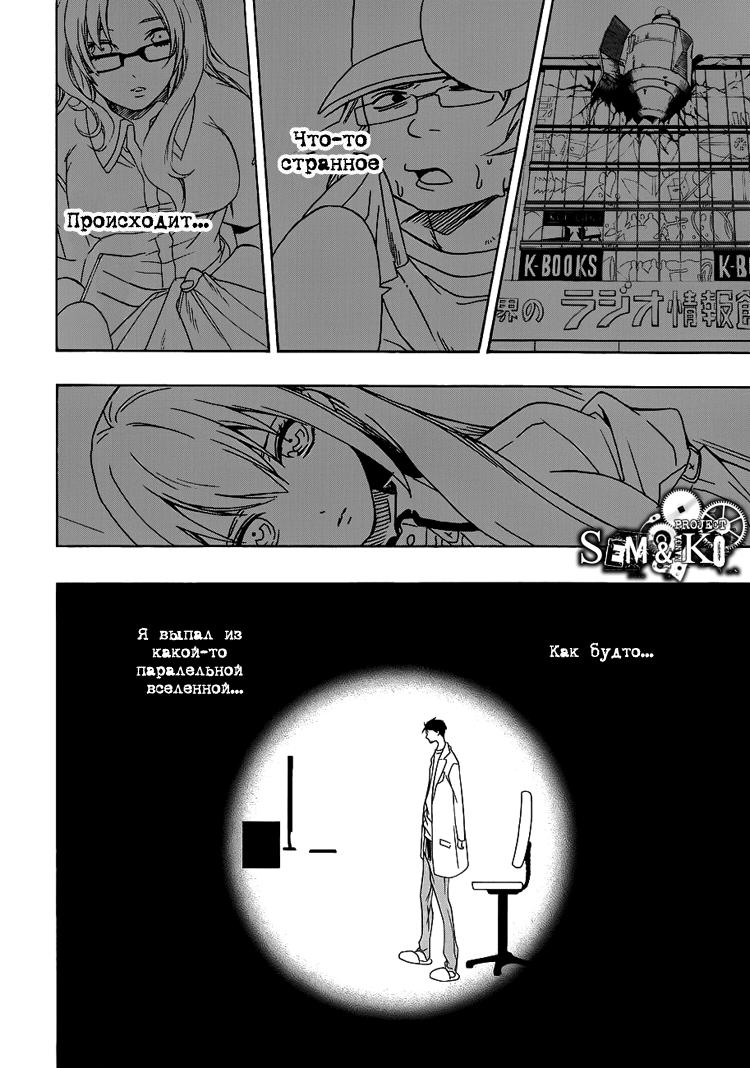 K-BOOKS
K-B
界の ラジオ情報館
Что-то
странное
Происходит...
PROJECT
SEM&KO
Как будто...
Я выпал из
какой-то
паралельной
вселенной...